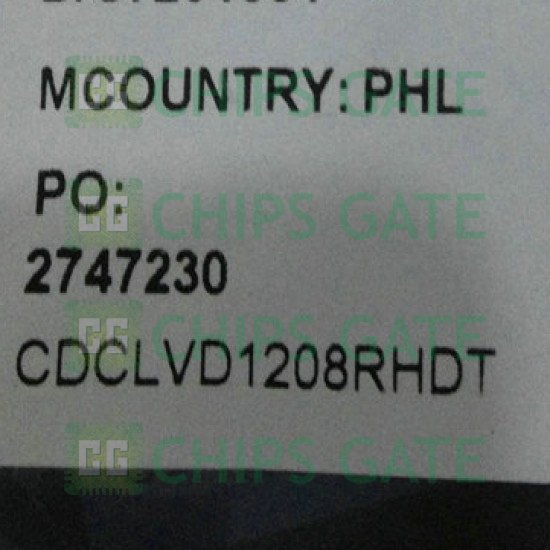 MCOUNTRY: PHL
PO:
2747230
CDCLVD1208RHDT
CHIPS GATE
CHIPS GATE
CHIPS GATE
CHIPS GATE